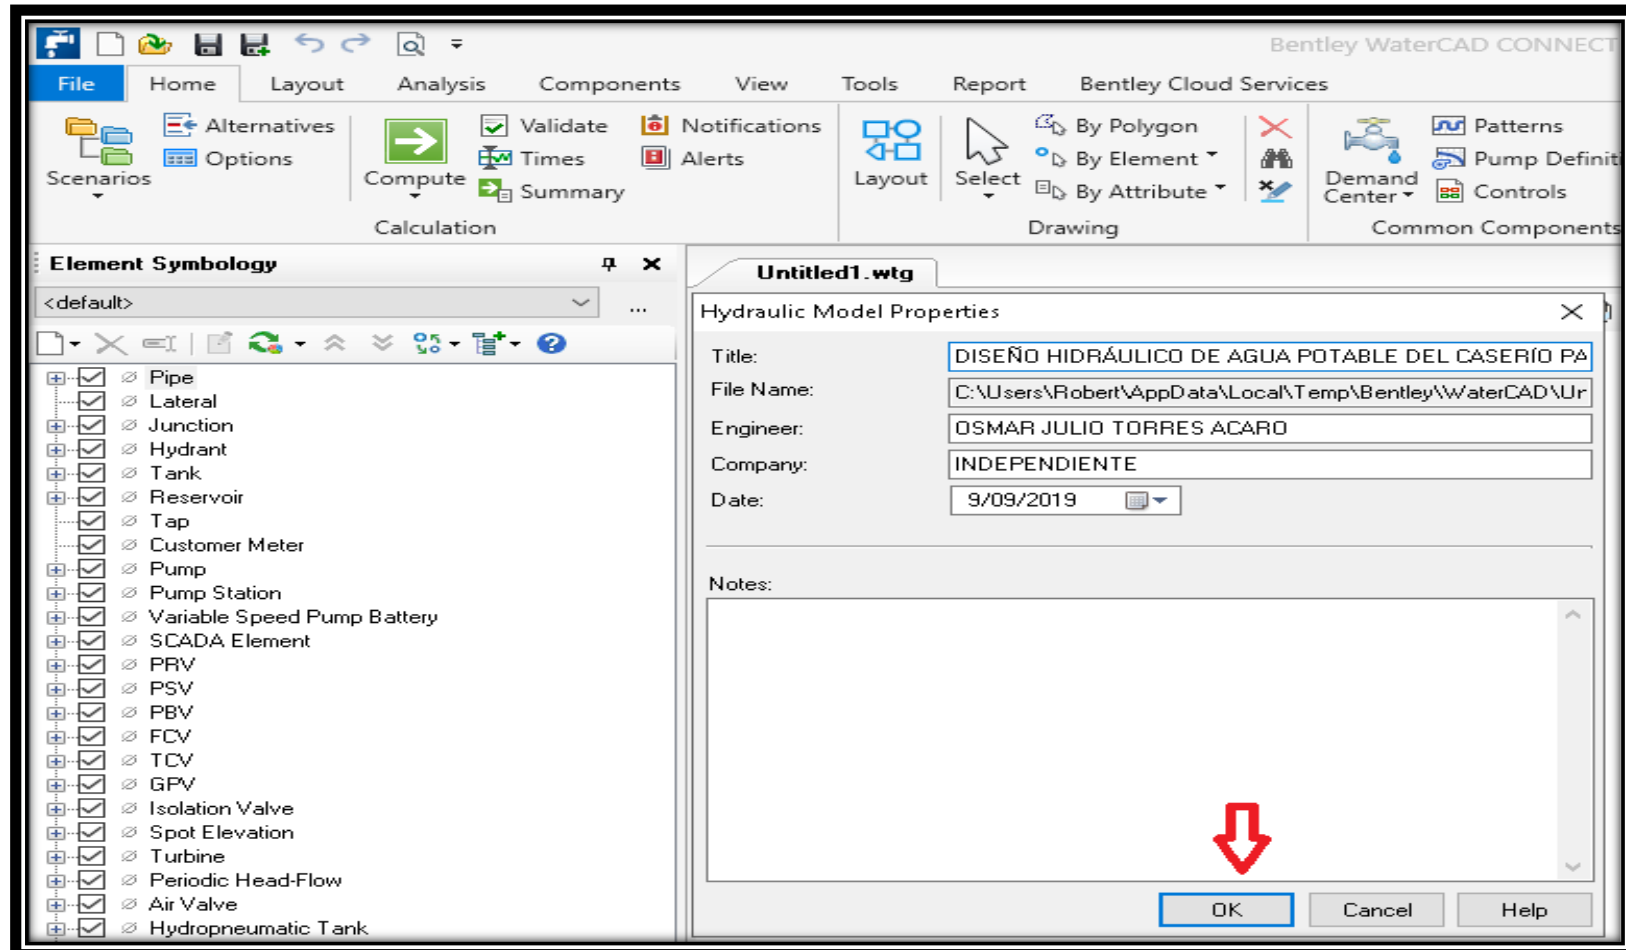 Bentley WaterCAD CONNECT
File Home Layout Analysis Components View Tools Report Bentley Cloud Services
Alternatives Validate Notifications By Polygon Patterns
Options Times Alerts By Element Pump Definiti
Scenarios Compute Summary Layout Select By Attribute Demand Center Controls
Calculation Drawing Common Components
Element Symbology
Untitled1.wtg
<default>
...
Hydraulic Model Properties
Title: DISEÑO HIDRÁULICO DE AGUA POTABLE DEL CASERÍO PA
File Name: C:\Users\Robert\AppData\Local\Temp\Bentley\WaterCAD\Un
Engineer: OSMAR JULIO TORRES ACARO
Company: INDEPENDIENTE
Date: 9/09/2019
Notes:
OK Cancel Help
Pipe
Lateral
Junction
Hydrant
Tank
Reservoir
Tap
Customer Meter
Pump
Pump Station
Variable Speed Pump Battery
SCADA Element
PRV
PSV
PBV
FCV
TCV
GPV
Isolation Valve
Spot Elevation
Turbine
Periodic Head-Flow
Air Valve
Hydropneumatic Tank